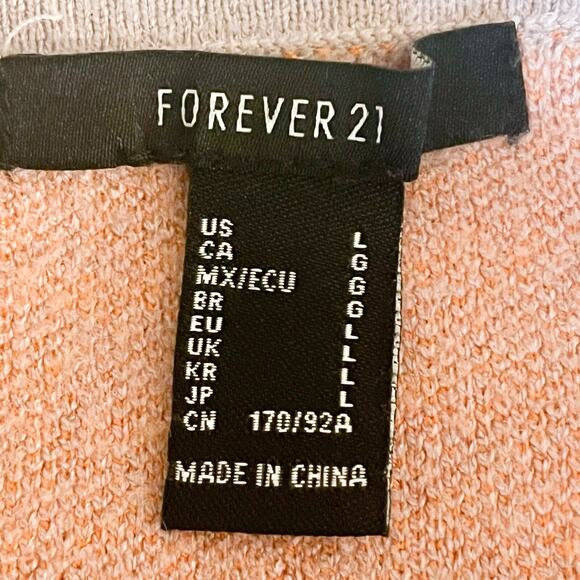 FOREVER 21
US L
CA G
MX/ECU G
BR G
EU L
UK L
KR L
JP L
CN 170/92A
MADE IN CHINA